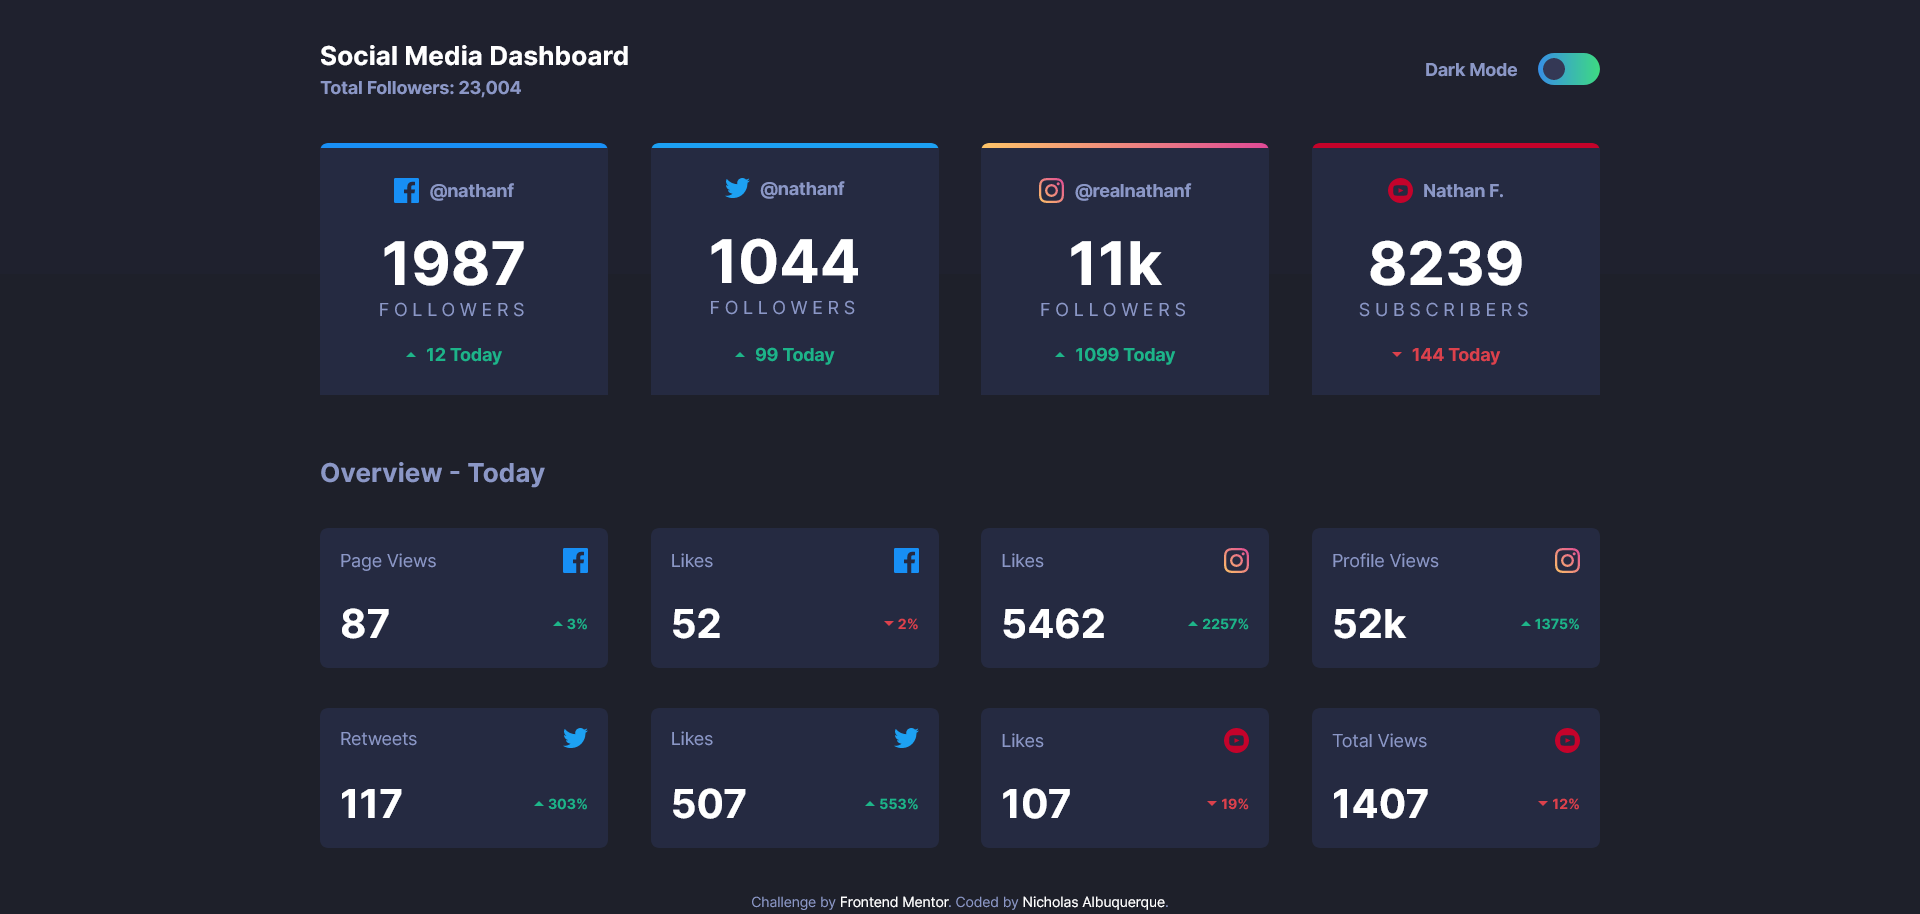 Social Media Dashboard
Total Followers: 23,004
Dark Mode
@nathanf
1987
FOLLOWERS
12 Today
@nathanf
1044
FOLLOWERS
99 Today
@realnathanf
11k
FOLLOWERS
1099 Today
Nathan F.
8239
SUBSCRIBERS
144 Today
Overview - Today
Page Views
87
3%
Likes
52
2%
Likes
5462
2257%
Profile Views
52k
1375%
Retweets
117
303%
Likes
507
553%
Likes
107
19%
Total Views
1407
12%
Challenge by Frontend Mentor. Coded by Nicholas Albuquerque.